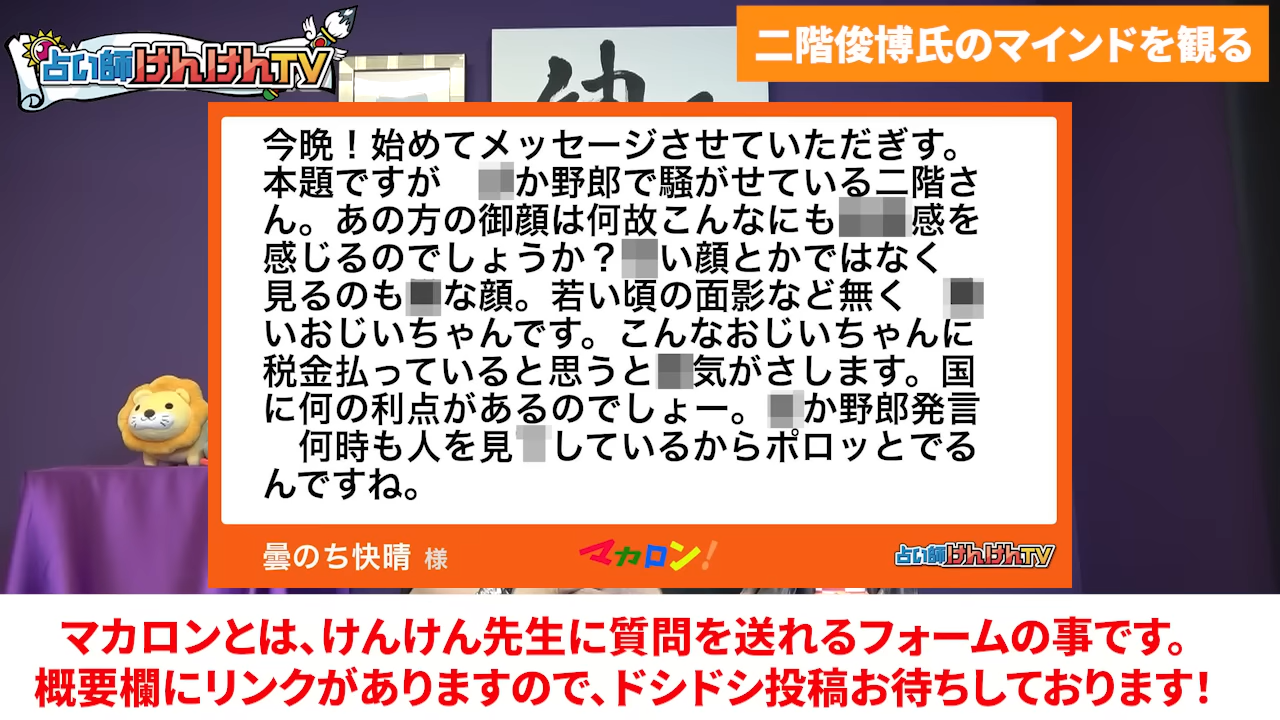 占い師けんけんTV
二階俊博氏のマインドを観る
今晩！始めてメッセージさせていただぎす。
本題ですが　か野郎で騒がせている二階さ
ん。あの方の御顔は何故こんなにも感を
感じるのでしょうか？い顔とかではなく
見るのもな顔。若い頃の面影など無く
いおじいちゃんです。こんなおじいちゃんに
税金払っていると思うと気がさします。国
に何の利点があるのでしょー。か野郎発言
何時も人を見しているからポロッとでる
んですね。
曇のち快晴 様
マカロン！
占い師けんけんTV
マカロンとは、けんけん先生に質問を送れるフォームの事です。
概要欄にリンクがありますので、ドシドシ投稿お待ちしております！